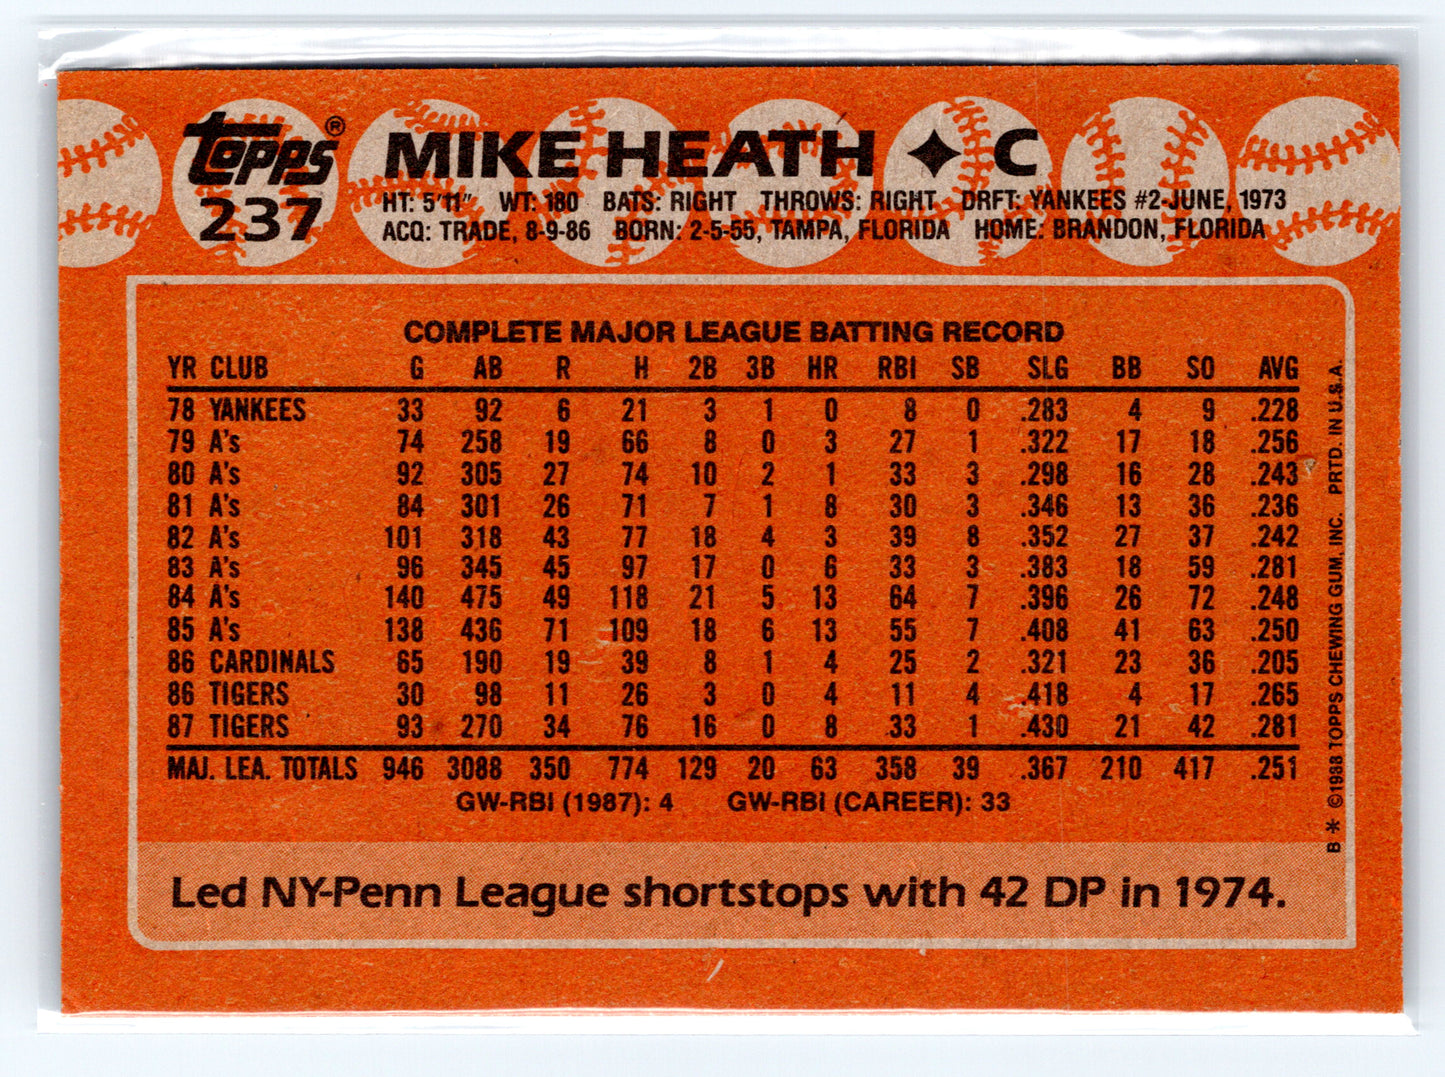 topps® MIKE HEATH ✦ C
237 HT: 5'11" WT: 180 BATS: RIGHT THROWS: RIGHT DRFT: YANKEES #2-JUNE, 1973
ACQ: TRADE, 8-9-86 BORN: 2-5-55, TAMPA, FLORIDA HOME: BRANDON, FLORIDA
COMPLETE MAJOR LEAGUE BATTING RECORD
YR CLUB G AB R H 2B 3B HR RBI SB SLG BB SO AVG
78 YANKEES 33 92 6 21 3 1 0 8 0 .283 4 9 .228
79 A's 74 258 19 66 8 0 3 27 1 .322 17 18 .256
80 A's 92 305 27 74 10 2 1 33 3 .298 16 28 .243
81 A's 84 301 26 71 7 1 8 30 3 .346 13 36 .236
82 A's 101 318 43 77 18 4 3 39 8 .352 27 37 .242
83 A's 96 345 45 97 17 0 6 33 3 .383 18 59 .281
84 A's 140 475 49 118 21 5 13 64 7 .396 26 72 .248
85 A's 138 436 71 109 18 6 13 55 7 .408 41 63 .250
86 CARDINALS 65 190 19 39 8 1 4 25 2 .321 23 36 .205
86 TIGERS 30 98 11 26 3 0 4 11 4 .418 4 17 .265
87 TIGERS 93 270 34 76 16 0 8 33 1 .430 21 42 .281
MAJ. LEA. TOTALS 946 3088 350 774 129 20 63 358 39 .367 210 417 .251
GW-RBI (1987): 4 GW-RBI (CAREER): 33
Led NY-Penn League shortstops with 42 DP in 1974.
B * ©1988 TOPPS CHEWING GUM, INC. PRTD. IN U.S.A.